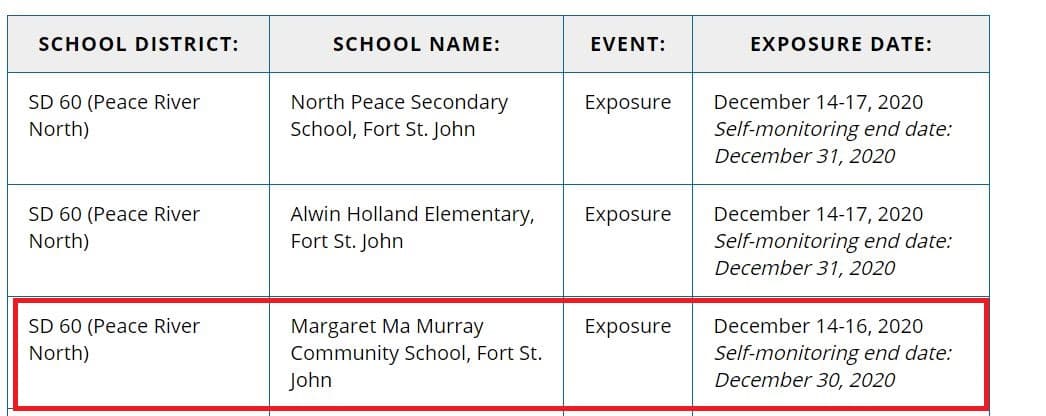 SCHOOL DISTRICT: SCHOOL NAME: EVENT: EXPOSURE DATE:
SD 60 (Peace River
North)
North Peace Secondary
School, Fort St. John
Exposure
December 14-17, 2020
Self-monitoring end date:
December 31, 2020
SD 60 (Peace River
North)
Alwin Holland Elementary,
Fort St. John
Exposure
December 14-17, 2020
Self-monitoring end date:
December 31, 2020
SD 60 (Peace River
North)
Margaret Ma Murray
Community School, Fort St.
John
Exposure
December 14-16, 2020
Self-monitoring end date:
December 30, 2020